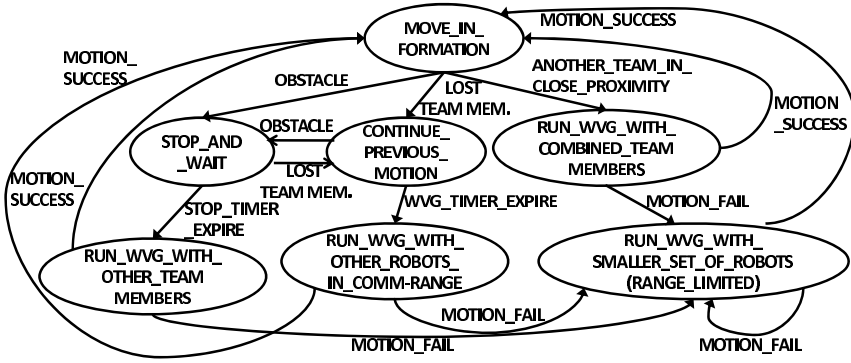 MOVE_IN_
FORMATION
MOTION_SUCCESS
MOTION_
SUCCESS
OBSTACLE
LOST
TEAM MEM.
ANOTHER_TEAM_IN_
CLOSE_PROXIMITY
MOTION
_SUCCESS
STOP_AND
_WAIT
OBSTACLE
LOST
TEAM MEM.
CONTINUE_
PREVIOUS_
MOTION
RUN_WVG_WITH_
COMBINED_TEAM
MEMBERS
MOTION_
SUCCESS
STOP_TIMER
_EXPIRE
WVG_TIMER_EXPIRE
MOTION_FAIL
RUN_WVG_WITH_
OTHER_TEAM
MEMBERS
RUN_WVG_WITH_
OTHER_ROBOTS_
IN_COMM-RANGE
RUN_WVG_WITH_
SMALLER_SET_OF_ROBOTS
(RANGE_LIMITED)
MOTION_FAIL
MOTION_FAIL
MOTION_FAIL